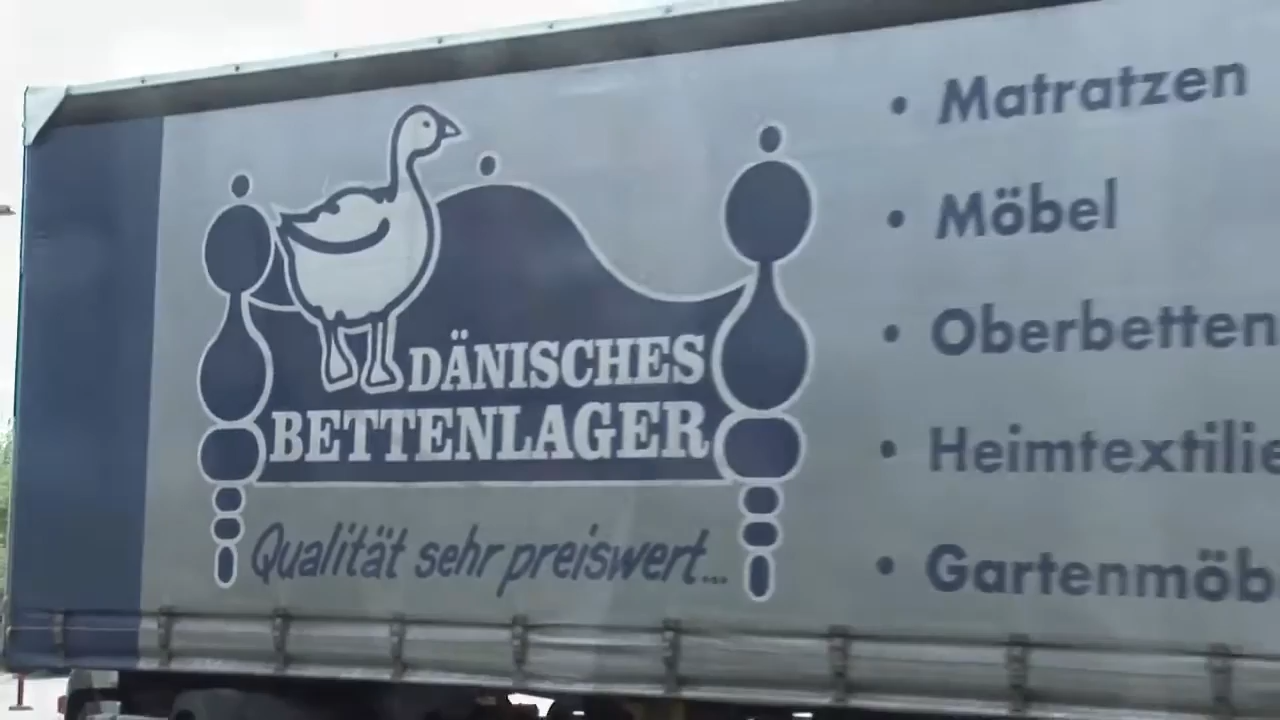 DÄNISCHES
BETTENLAGER
Qualität sehr preiswert...
• Matratzen
• Möbel
• Oberbetten
• Heimtextilie
• Gartenmöb